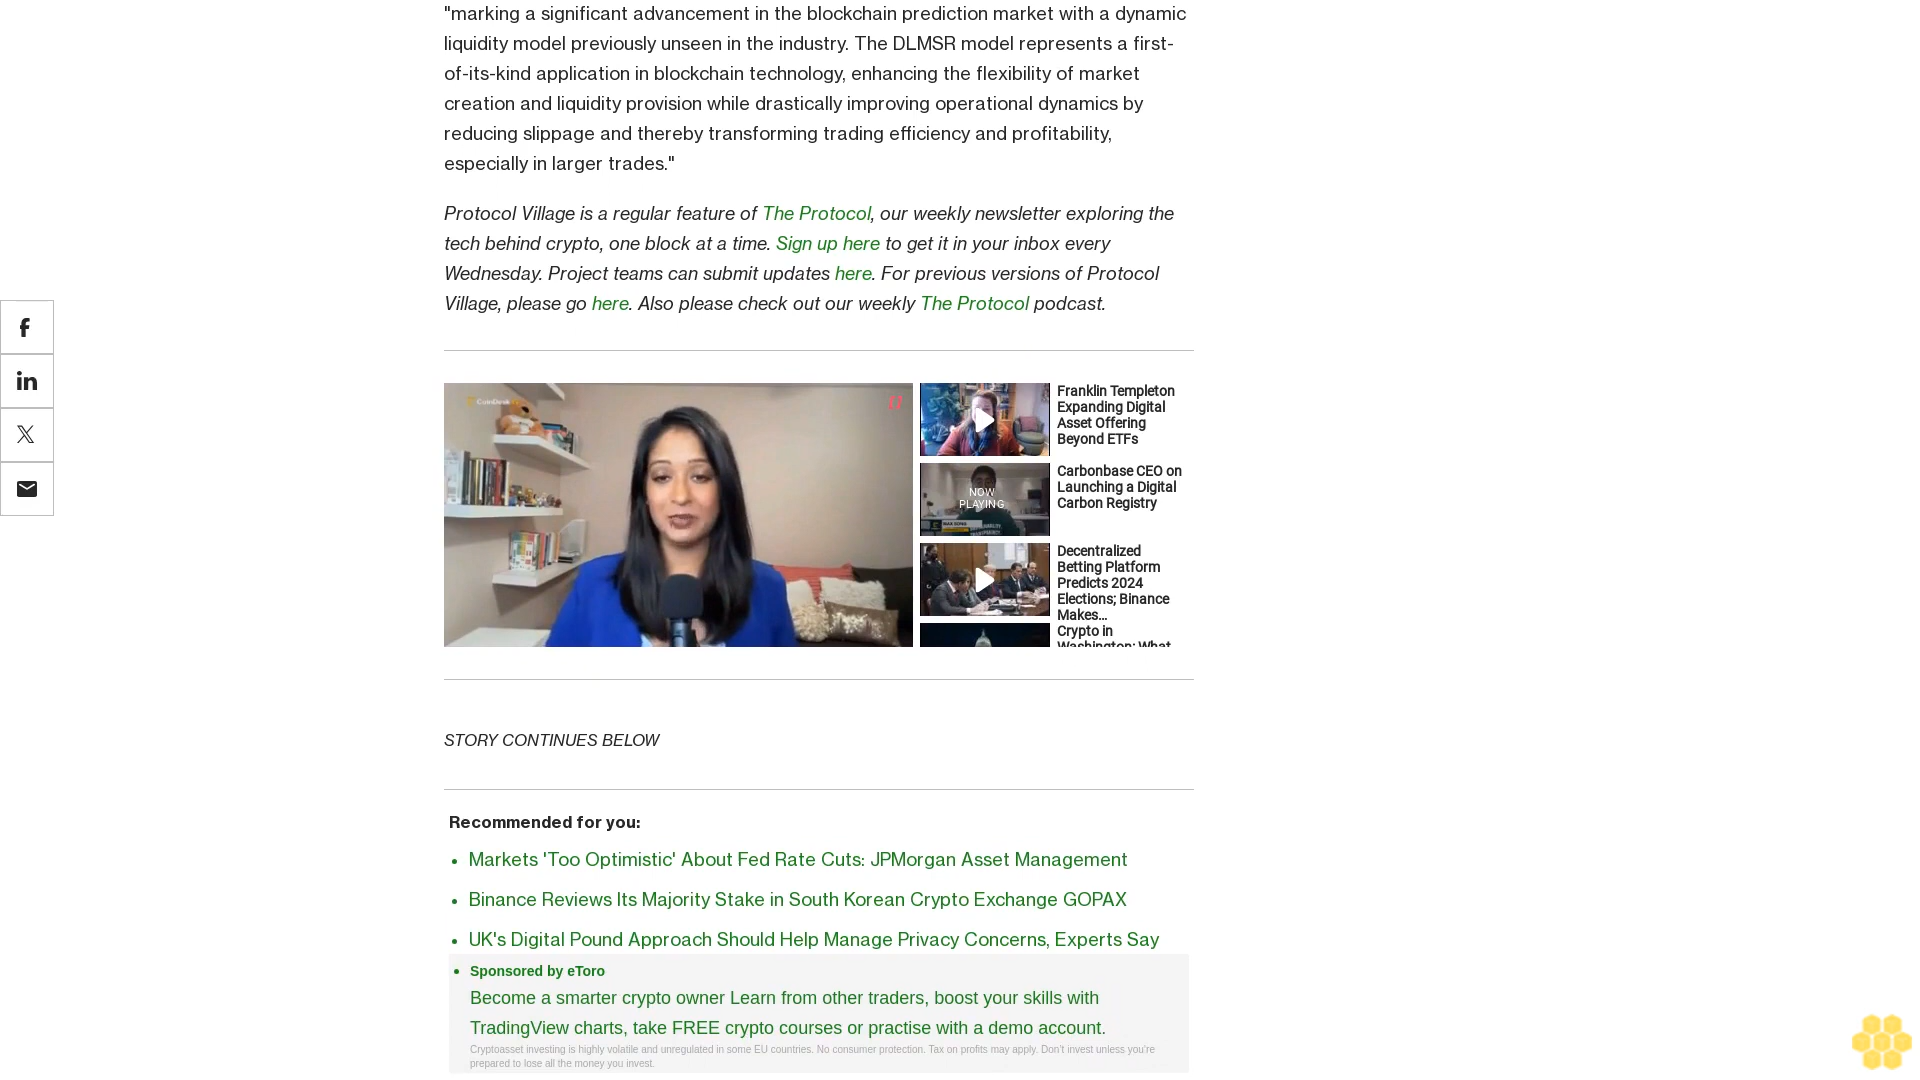 "marking a significant advancement in the blockchain prediction market with a dynamic
liquidity model previously unseen in the industry. The DLMSR model represents a first-
of-its-kind application in blockchain technology, enhancing the flexibility of market
creation and liquidity provision while drastically improving operational dynamics by
reducing slippage and thereby transforming trading efficiency and profitability,
especially in larger trades."
Protocol Village is a regular feature of The Protocol, our weekly newsletter exploring the
tech behind crypto, one block at a time. Sign up here to get it in your inbox every
Wednesday. Project teams can submit updates here. For previous versions of Protocol
Village, please go here. Also please check out our weekly The Protocol podcast.
CoinDesk
Franklin Templeton
Expanding Digital
Asset Offering
Beyond ETFs
NOW
PLAYING
Carbonbase CEO on
Launching a Digital
Carbon Registry
Decentralized
Betting Platform
Predicts 2024
Elections; Binance
Makes...
Crypto in
Washington: What
STORY CONTINUES BELOW
Recommended for you:
Markets 'Too Optimistic' About Fed Rate Cuts: JPMorgan Asset Management
Binance Reviews Its Majority Stake in South Korean Crypto Exchange GOPAX
UK's Digital Pound Approach Should Help Manage Privacy Concerns, Experts Say
Sponsored by eToro
Become a smarter crypto owner Learn from other traders, boost your skills with
TradingView charts, take FREE crypto courses or practise with a demo account.
Cryptoasset investing is highly volatile and unregulated in some EU countries. No consumer protection. Tax on profits may apply. Don't invest unless you're
prepared to lose all the money you invest.